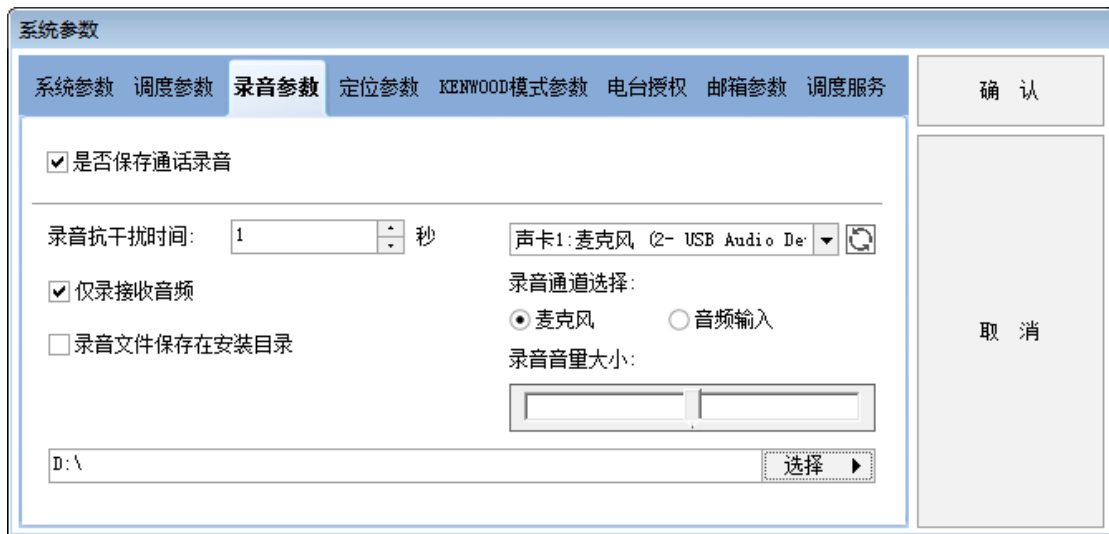 系统参数
系统参数 调度参数 录音参数 定位参数 KENWOOD模式参数 电台授权 邮箱参数 调度服务
确 认
是否保存通话录音
录音抗干扰时间: 1 秒
声卡1:麦克风 (2- USB Audio De
仅录接收音频
录音通道选择:
麦克风 音频输入
录音文件保存在安装目录
录音音量大小:
取 消
D:\ 选择